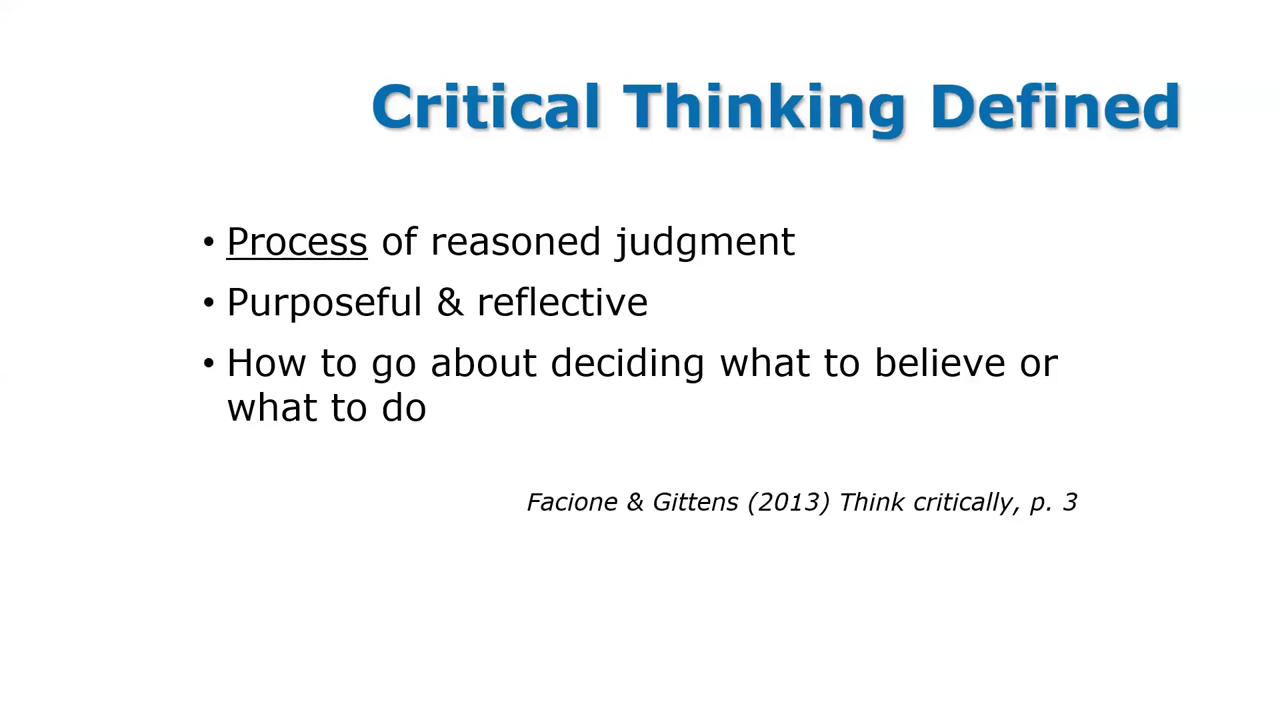 Critical Thinking Defined
• Process of reasoned judgment
• Purposeful & reflective
• How to go about deciding what to believe or
what to do
Facione & Gittens (2013) Think critically, p. 3